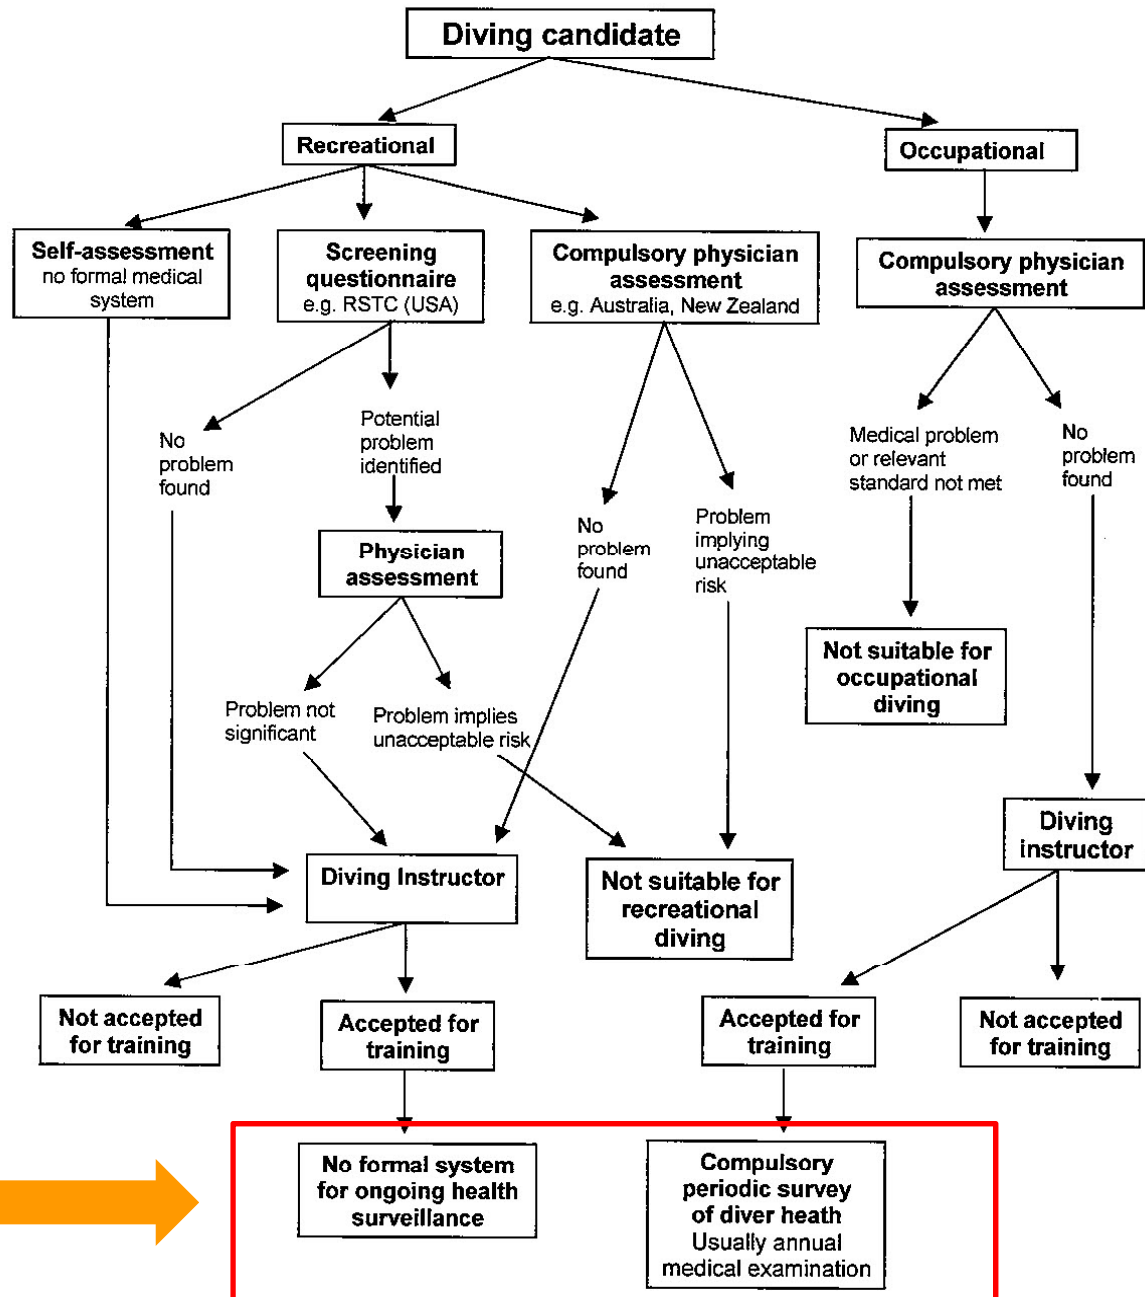 Diving candidate
Recreational
Occupational
Self-assessment
no formal medical
system
Screening
questionnaire
e.g. RSTC (USA)
Compulsory physician
assessment
e.g. Australia, New Zealand
Compulsory physician
assessment
No
problem
found
Potential
problem
identified
Medical problem
or relevant
standard not met
No
problem
found
Physician
assessment
No
problem
found
Problem
implying
unacceptable
risk
Not suitable for
occupational
diving
Problem not
significant
Problem implies
unacceptable risk
Diving
instructor
Diving Instructor
Not suitable for
recreational
diving
Not accepted
for training
Accepted for
training
Accepted for
training
Not accepted
for training
No formal system
for ongoing health
surveillance
Compulsory
periodic survey
of diver heath
Usually annual
medical examination